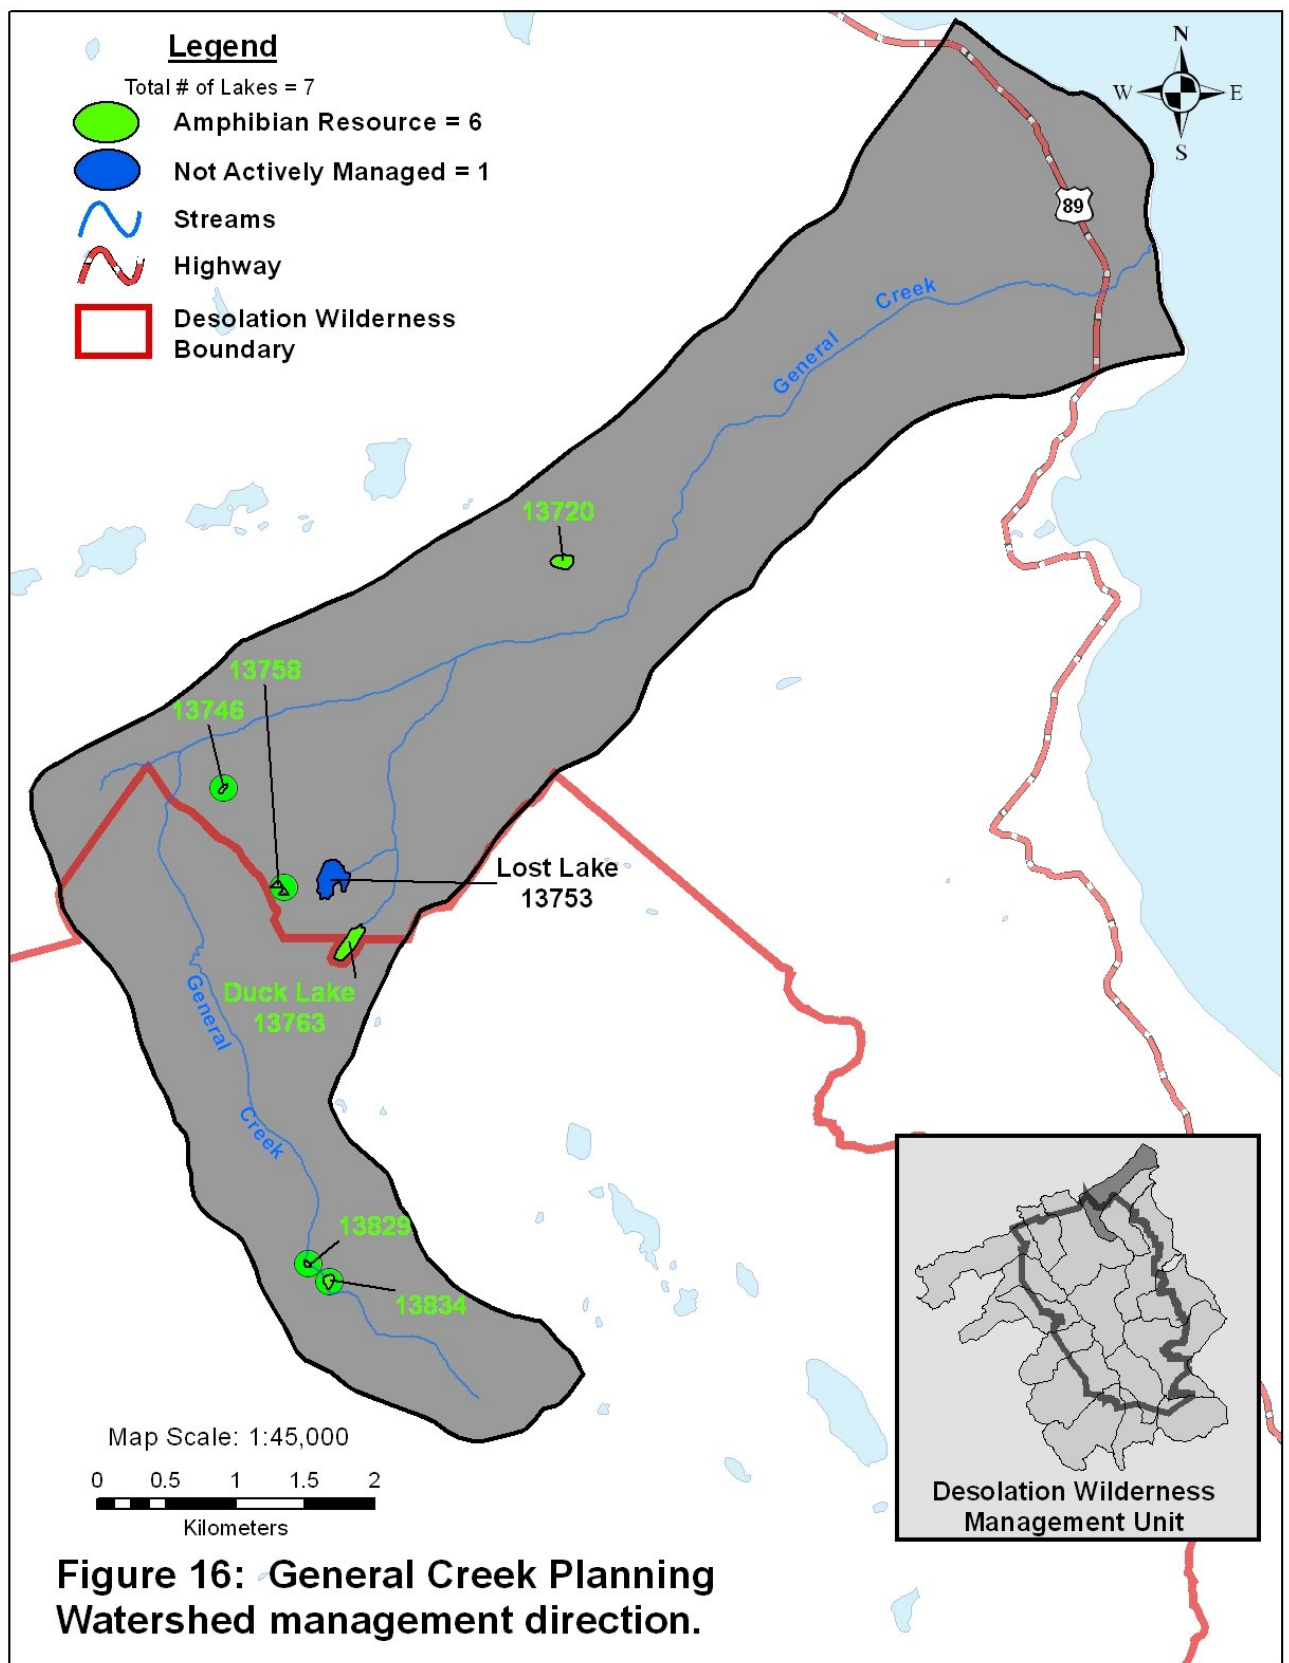 Legend
Total # of Lakes = 7
Amphibian Resource = 6
Not Actively Managed = 1
Streams
Highway
Desolation Wilderness
Boundary
N
W E
S
89
General Creek
13720
13758
13746
Lost Lake
13753
Duck Lake
13763
General
Creek
13829
13834
Map Scale: 1:45,000
0 0.5 1 1.5 2
Kilometers
Desolation Wilderness
Management Unit
Figure 16: General Creek Planning
Watershed management direction.